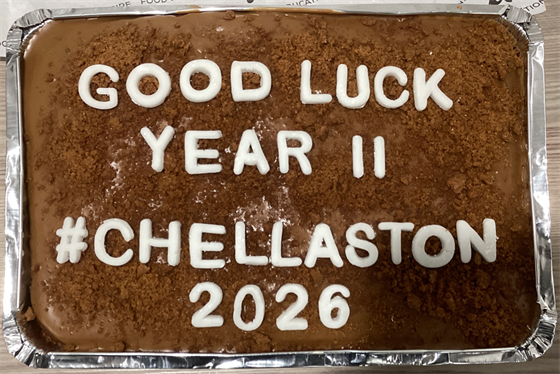 GOOD LUCK
YEAR 11
#CHELLASTON
2026